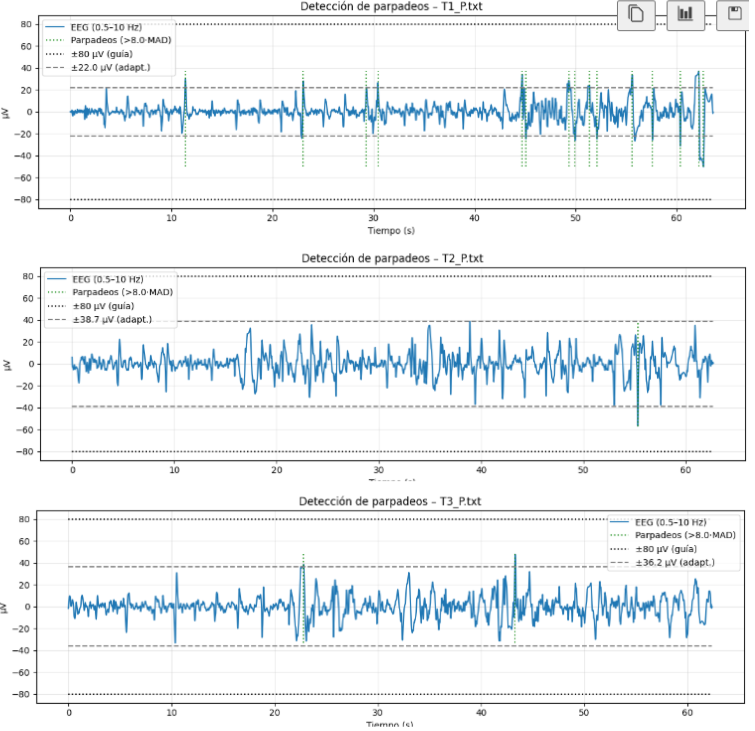 Detección de parpadeos – T1_P.txt
EEG (0.5–10 Hz)
Parpadeos (>8.0·MAD)
±80 µV (guía)
±22.0 µV (adapt.)
80
60
40
20
0
−20
−40
−60
−80
µV
0 10 20 30 40 50 60
Tiempo (s)
Detección de parpadeos – T2_P.txt
EEG (0.5–10 Hz)
Parpadeos (>8.0·MAD)
±80 µV (guía)
±38.7 µV (adapt.)
80
60
40
20
0
−20
−40
−60
−80
µV
0 10 20 30 40 50 60
Tiempo (s)
Detección de parpadeos – T3_P.txt
EEG (0.5–10 Hz)
Parpadeos (>8.0·MAD)
±80 µV (guía)
±36.2 µV (adapt.)
80
60
40
20
0
−20
−40
−60
−80
µV
0 10 20 30 40 50 60
Tiempo (s)